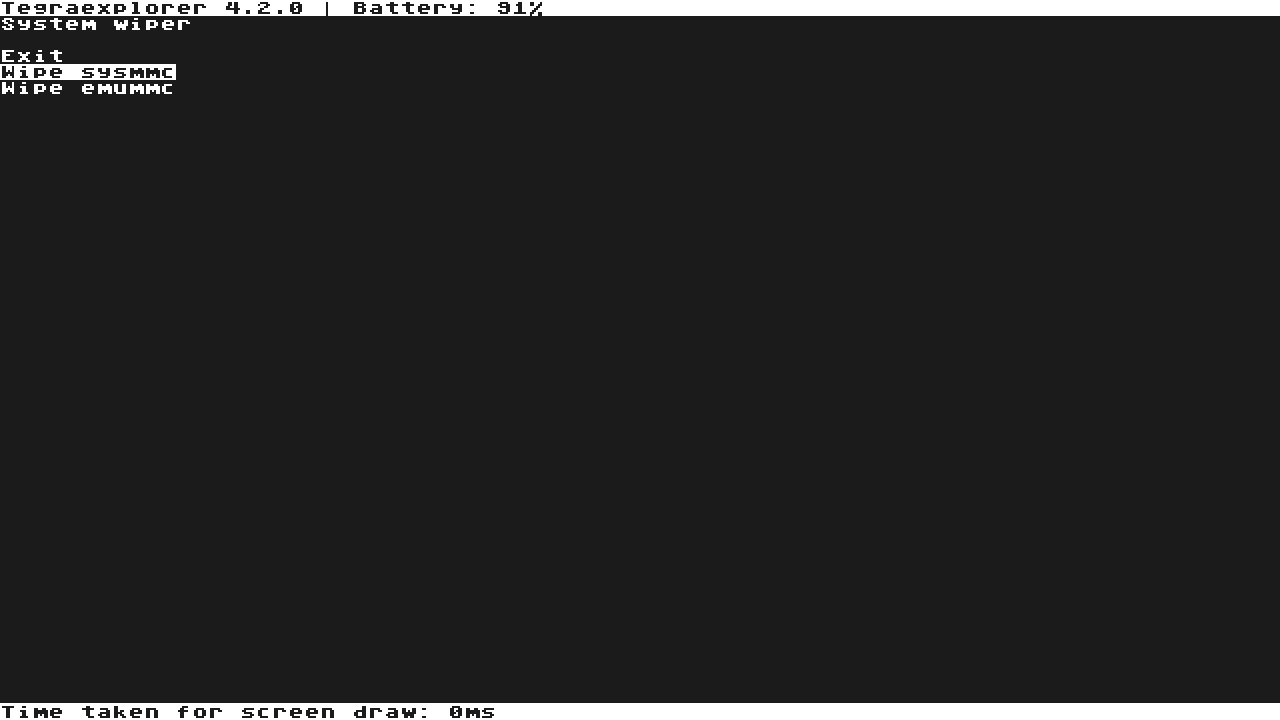 Tegraexplorer 4.2.0 | Battery: 91%
System wiper
Exit
Wipe sysmmc
Wipe emummc
Time taken for screen draw: 0ms